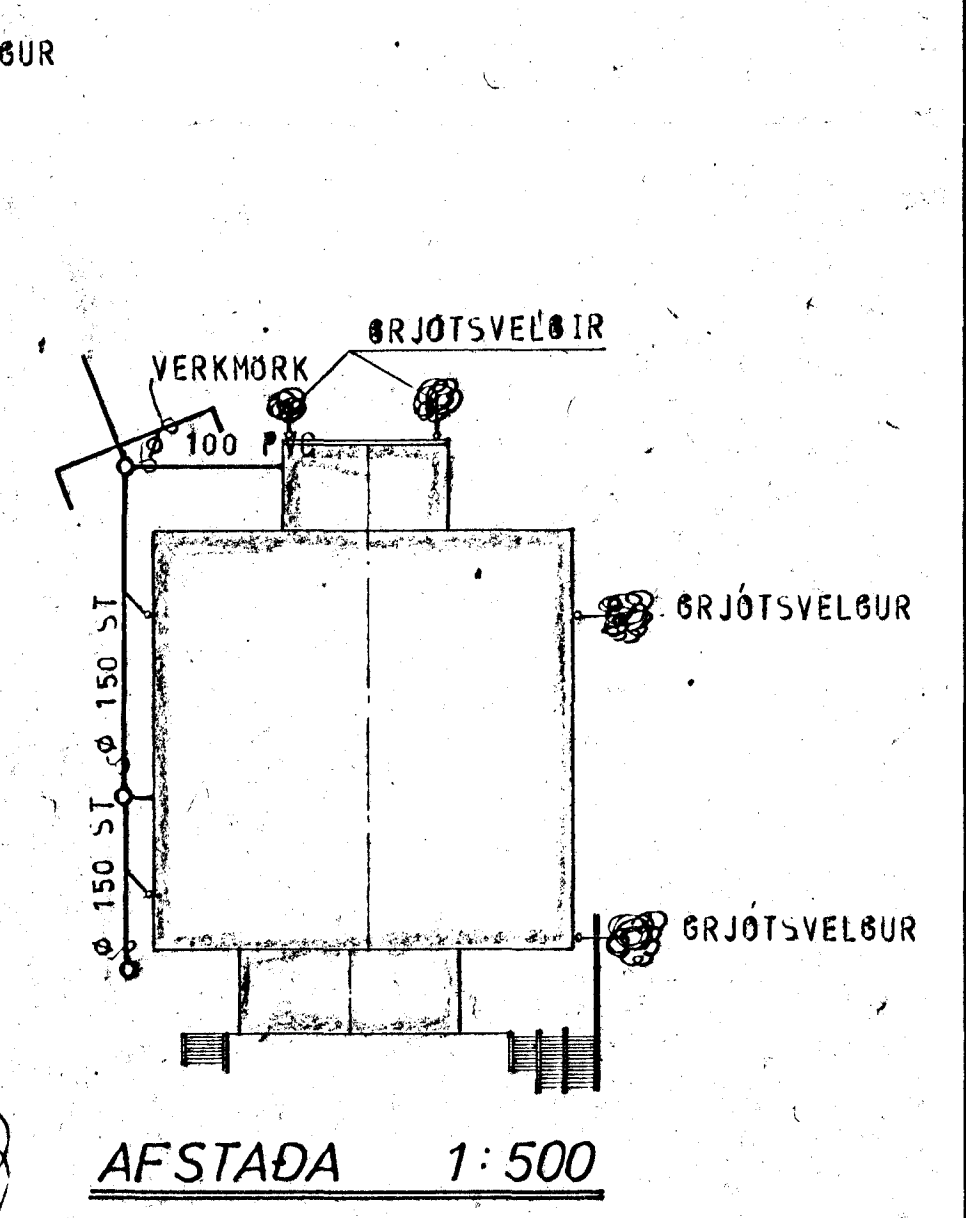 GUR
GRJÓTSVELGIR
VERKMÖRK
Ø 100 PVC
GRJÓTSVELGUR
Ø 150 ST
Ø 150 ST
GRJÓTSVELGUR
AFSTAÐA 1:500